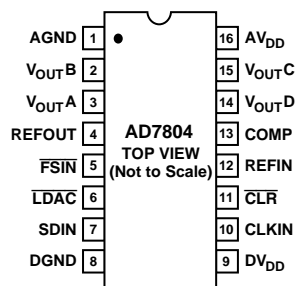 AGND 1 16 AVDD
VOUTB 2 15 VOUTC
VOUTA 3 14 VOUTD
REFOUT 4 AD7804 13 COMP
FSIN 5 TOP VIEW 12 REFIN
(Not to Scale)
LDAC 6 11 CLR
SDIN 7 10 CLKIN
DGND 8 9 DVDD